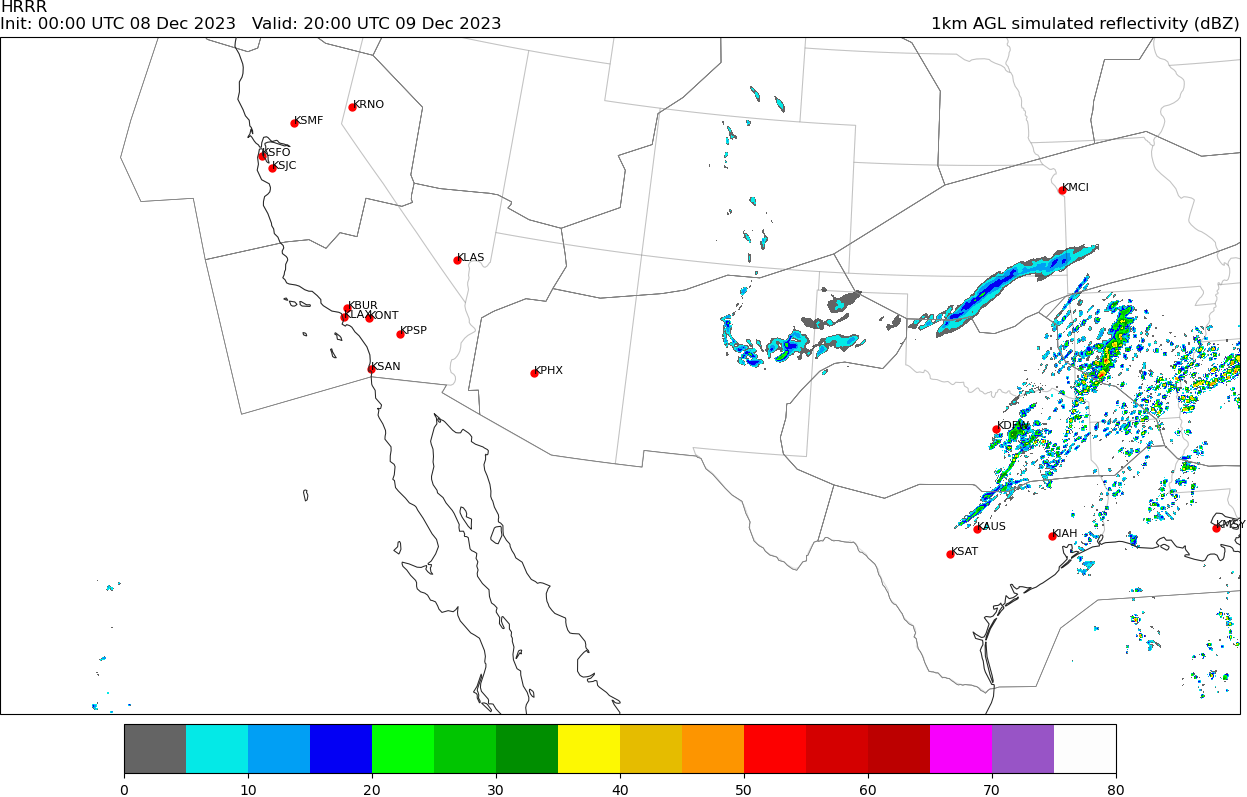 HRRR
Init: 00:00 UTC 08 Dec 2023   Valid: 20:00 UTC 09 Dec 2023
1km AGL simulated reflectivity (dBZ)
KRNO
KSMF
KSFO
KSJC
KMCI
KLAS
KBUR
KLAX
KONT
KPSP
KSAN
KPHX
KDFW
KAUS
KMSY
KIAH
KSAT
0 10 20 30 40 50 60 70 80